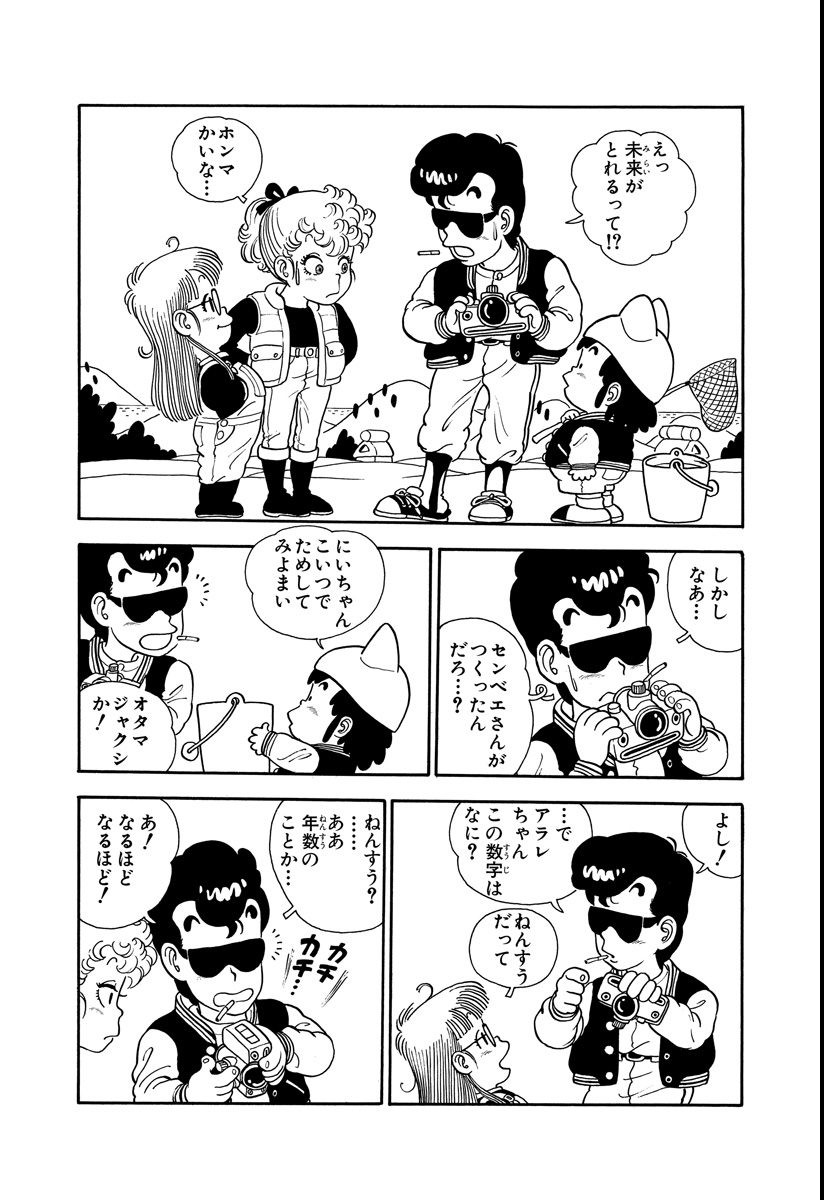 えっ
未来が
とれるって!?
ホンマ
かいな…
しかし
なあ…
センベエさんが
つくったん
だろ…?
にいちゃん
こいつで
ためして
みよまい
オタマ
ジャクシ
か!
よし!
…で
アラレ
ちゃん
この数字は
なに?
ねんすう
だって
ねんすう?
……
ああ
年数の
ことか…
カチ
カチ…
あ!
なるほど
なるほど!